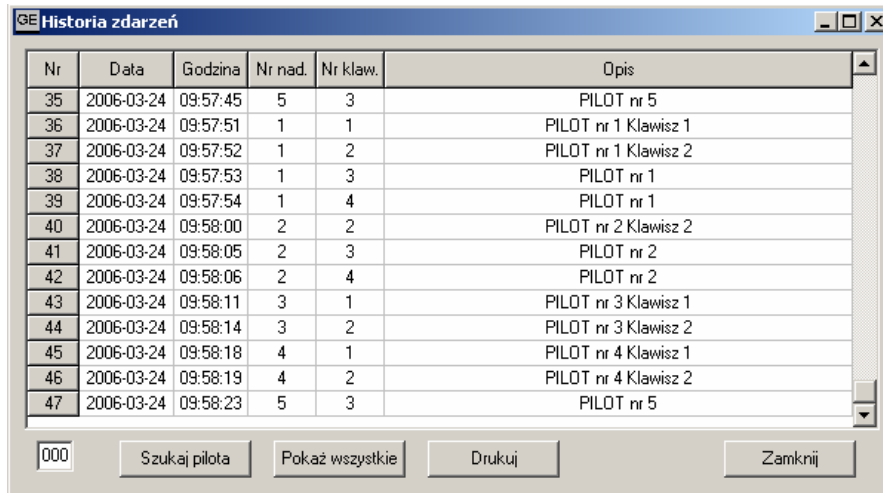 GE Historia zdarzeń
Nr Data Godzina Nr nad. Nr klaw. Opis
35 2006-03-24 09:57:45 5 3 PILOT nr 5
36 2006-03-24 09:57:51 1 1 PILOT nr 1 Klawisz 1
37 2006-03-24 09:57:52 1 2 PILOT nr 1 Klawisz 2
38 2006-03-24 09:57:53 1 3 PILOT nr 1
39 2006-03-24 09:57:54 1 4 PILOT nr 1
40 2006-03-24 09:58:00 2 2 PILOT nr 2 Klawisz 2
41 2006-03-24 09:58:05 2 3 PILOT nr 2
42 2006-03-24 09:58:06 2 4 PILOT nr 2
43 2006-03-24 09:58:11 3 1 PILOT nr 3 Klawisz 1
44 2006-03-24 09:58:14 3 2 PILOT nr 3 Klawisz 2
45 2006-03-24 09:58:18 4 1 PILOT nr 4 Klawisz 1
46 2006-03-24 09:58:19 4 2 PILOT nr 4 Klawisz 2
47 2006-03-24 09:58:23 5 3 PILOT nr 5
000 Szukaj pilota Pokaż wszystkie Drukuj Zamknij